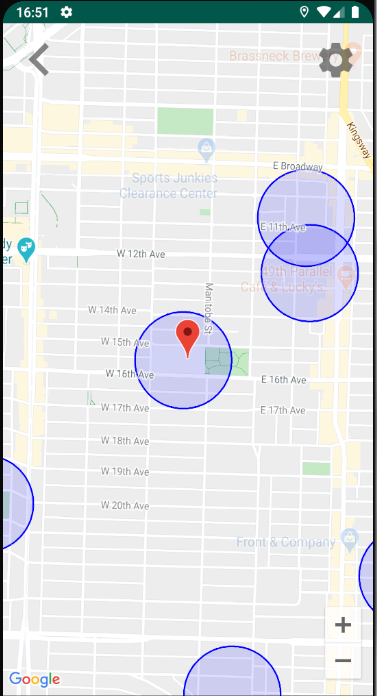 16:51
Brassneck Brew
Kingsway
E Broadway
Sports Junkies
Clearance Center
E 11th Ave
W 12th Ave
49th Parallel
Café & Lucky's
Manitoba St
W 14th Ave
W 15th Ave
W 16th Ave
E 16th Ave
W 17th Ave
E 17th Ave
W 18th Ave
W 19th Ave
W 20th Ave
Front & Company
+
−
Google